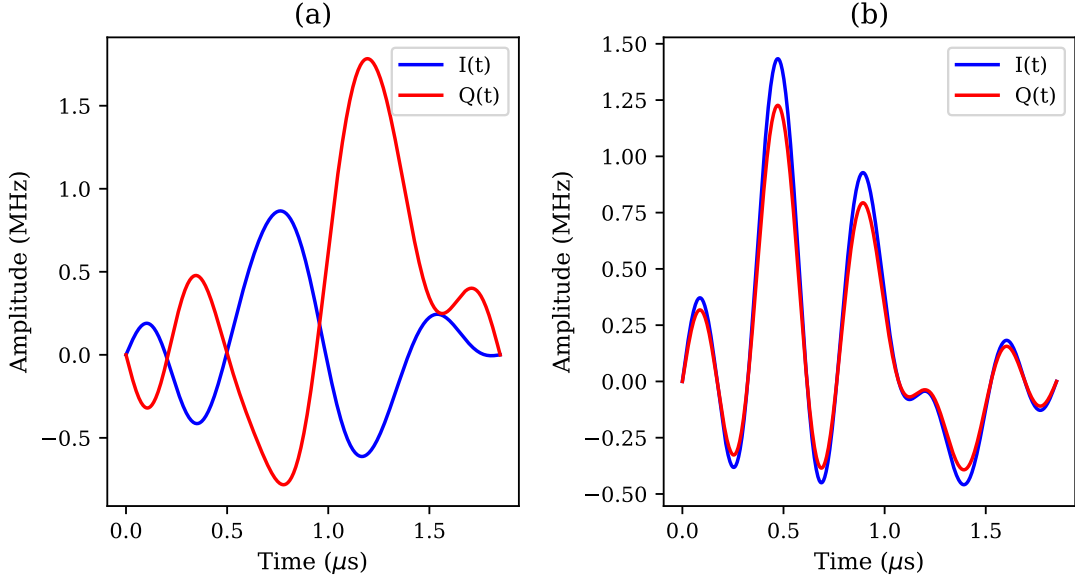 (a)
I(t)
Q(t)
1.5
1.0
0.5
0.0
−0.5
Amplitude (MHz)
0.0 0.5 1.0 1.5
Time (μs)
(b)
I(t)
Q(t)
1.50
1.25
1.00
0.75
0.50
0.25
0.00
−0.25
−0.50
Amplitude (MHz)
0.0 0.5 1.0 1.5
Time (μs)